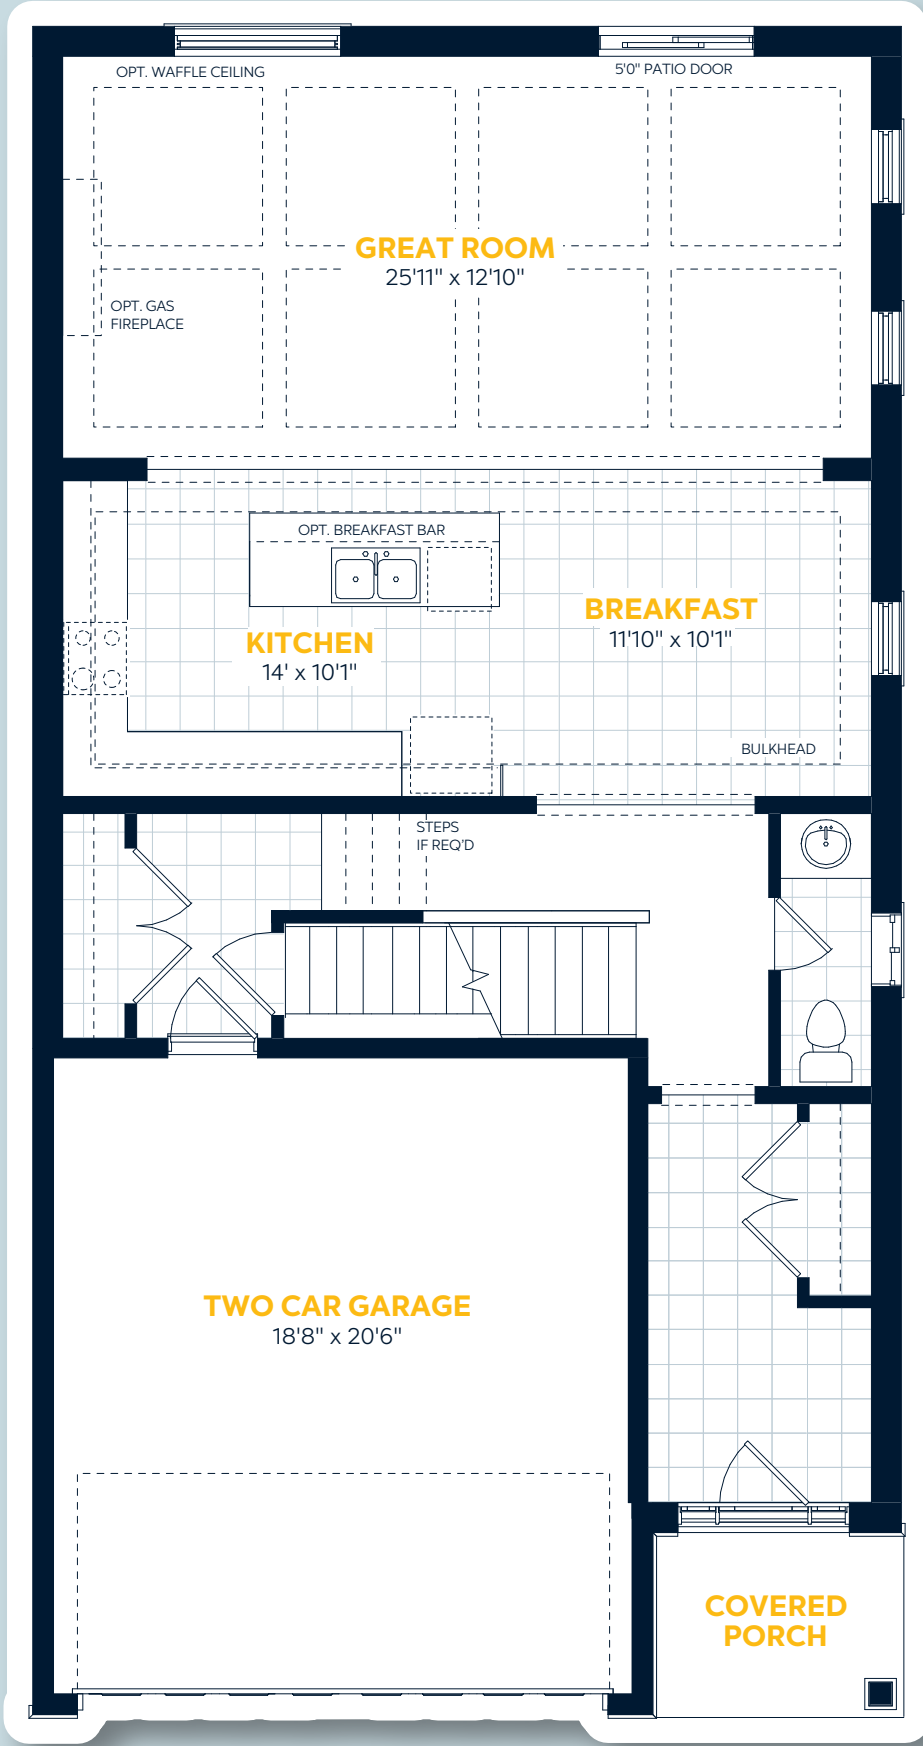 OPT. WAFFLE CEILING
5'0" PATIO DOOR
GREAT ROOM
25'11" x 12'10"
OPT. GAS
FIREPLACE
OPT. BREAKFAST BAR
BREAKFAST
11'10" x 10'1"
KITCHEN
14' x 10'1"
BULKHEAD
STEPS
IF REQ'D
TWO CAR GARAGE
18'8" x 20'6"
COVERED
PORCH